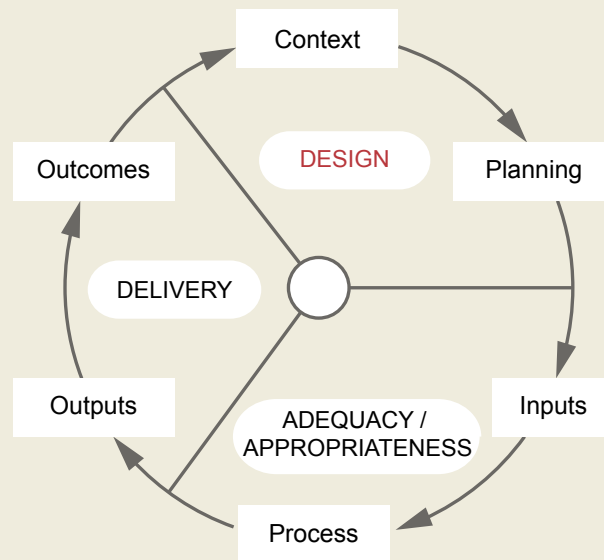 Context
DESIGN
Outcomes
Planning
DELIVERY
Outputs
ADEQUACY /
APPROPRIATENESS
Inputs
Process